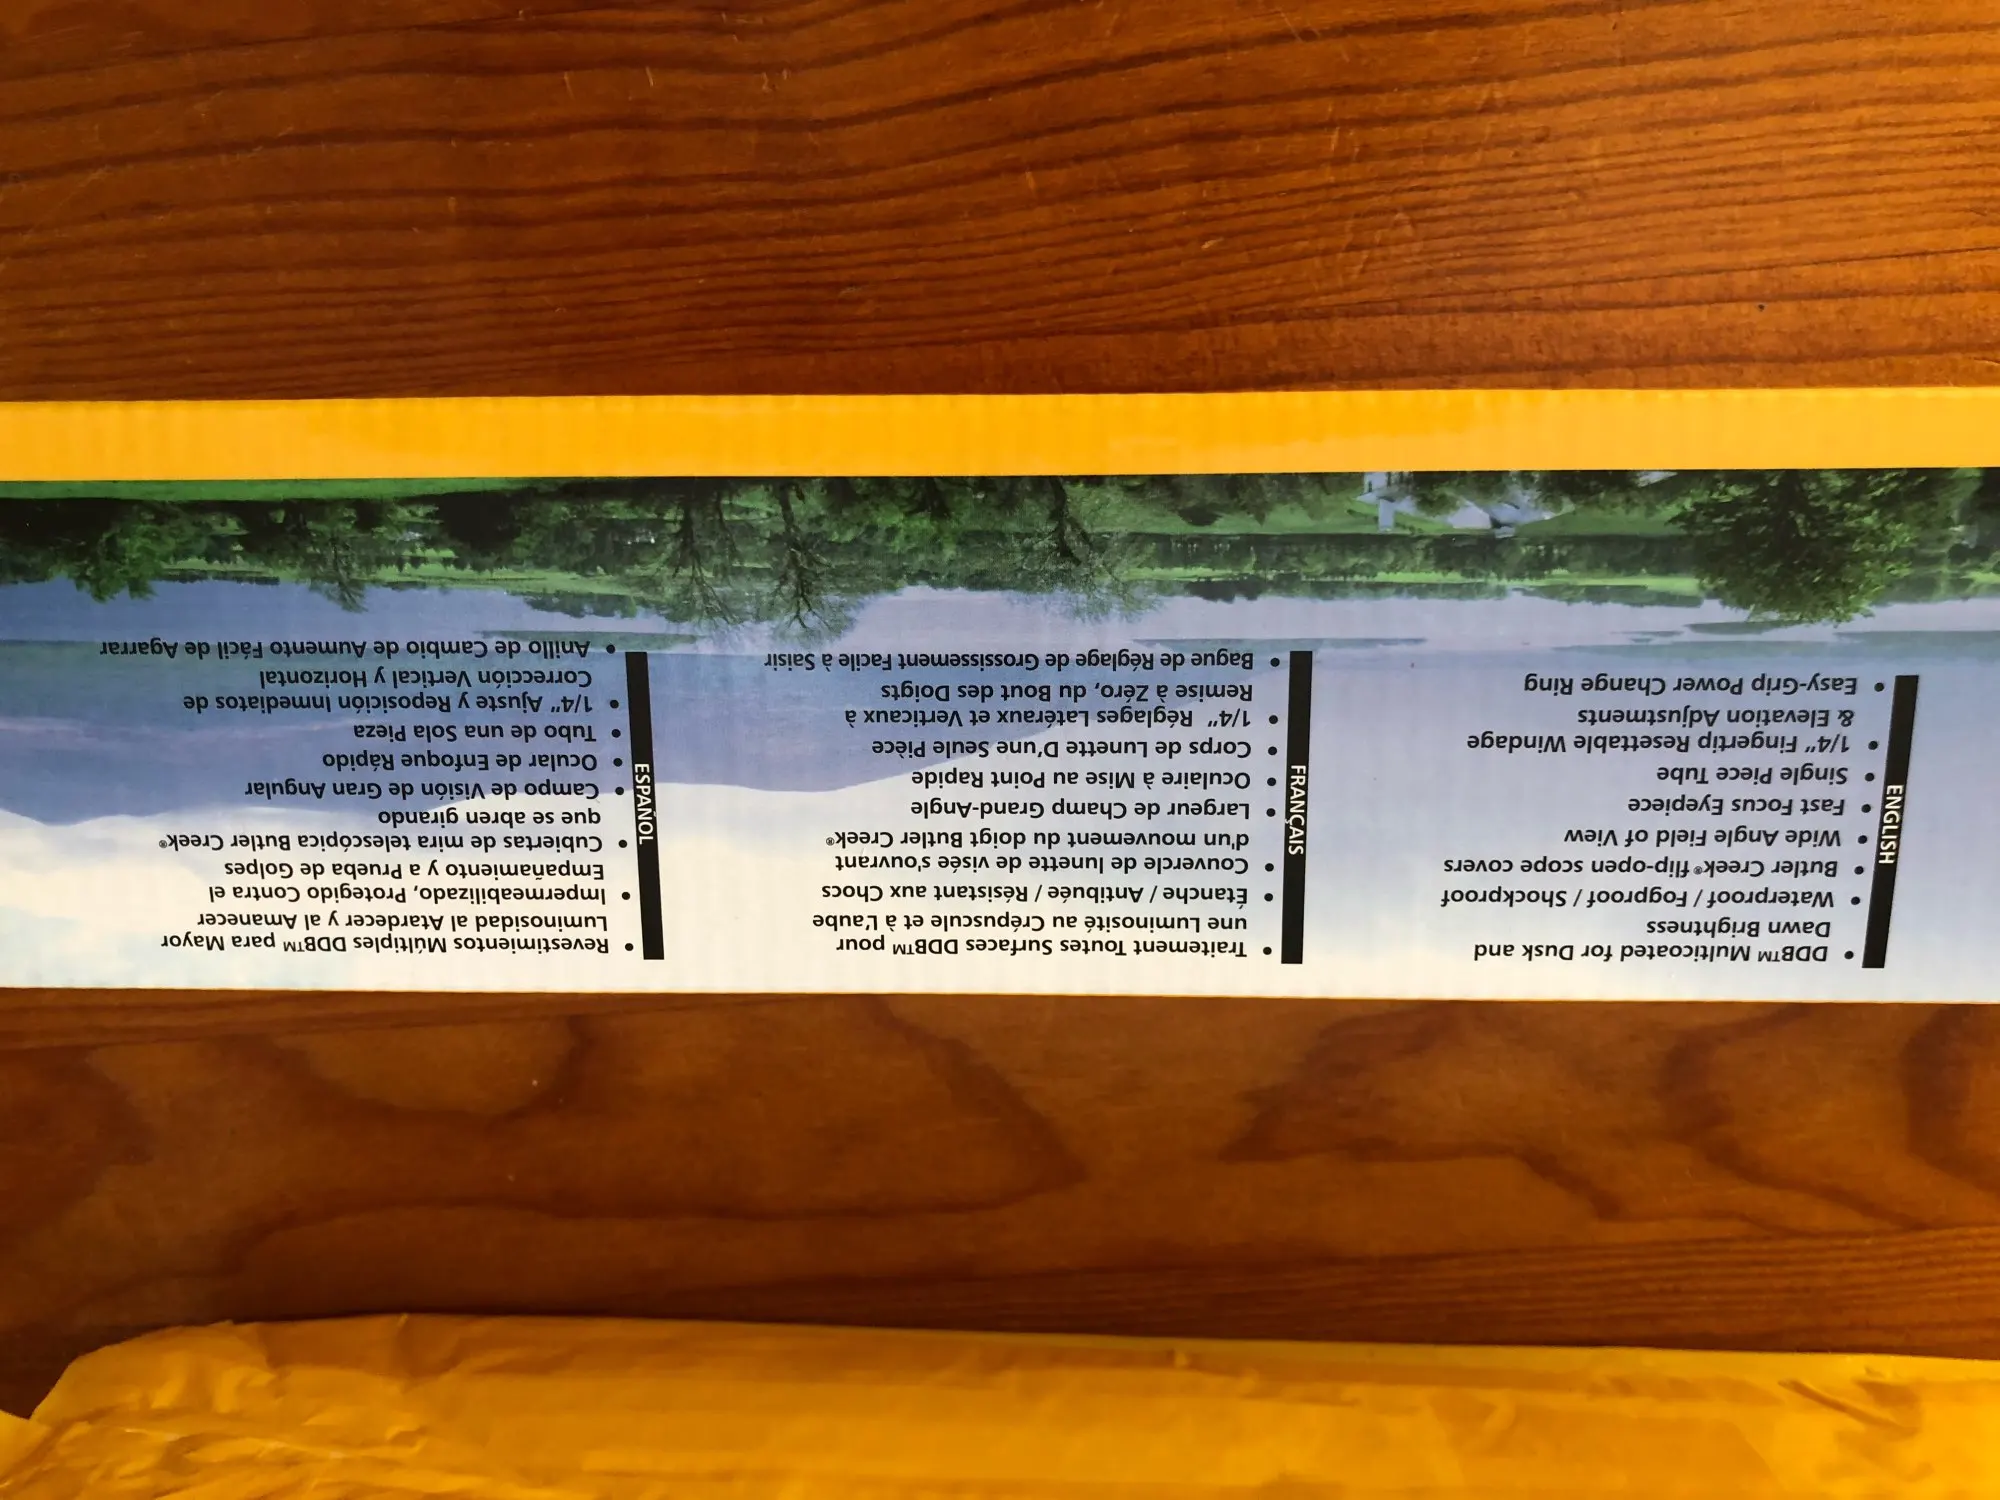 ENGLISH
• DDB™ Multicoated for Dusk and
Dawn Brightness
• Waterproof / Fogproof / Shockproof
• Butler Creek® flip-open scope covers
• Wide Angle Field of View
• Fast Focus Eyepiece
• Single Piece Tube
• 1/4" Fingertip Resettable Windage
& Elevation Adjustments
• Easy-Grip Power Change Ring
FRANÇAIS
• Traitement Toutes Surfaces DDB™ pour
une Luminosité au Crépuscule et à L'aube
• Étanche / Antibuée / Résistant aux Chocs
• Couvercle de lunette de visée s'ouvrant
d'un mouvement du doigt Butler Creek®
• Largeur de Champ Grand-Angle
• Oculaire à Mise au Point Rapide
• Corps de Lunette D'une Seule Pièce
• 1/4" Réglages Latéraux et Verticaux à
Remise à Zéro, du Bout des Doigts
• Bague de Réglage de Grossissement Facile à Saisir
ESPAÑOL
• Revestimientos Múltiples DDB™ para Mayor
Luminosidad al Atardecer y al Amanecer
• Impermeabilizado, Protegido Contra el
Empañamiento y a Prueba de Golpes
• Cubiertas de mira telescópica Butler Creek®
que se abren girando
• Campo de Visión de Gran Angular
• Ocular de Enfoque Rápido
• Tubo de una Sola Pieza
• 1/4" Ajuste y Reposición Inmediatos de
Corrección Vertical y Horizontal
• Anillo de Cambio de Aumento Fácil de Agarrar